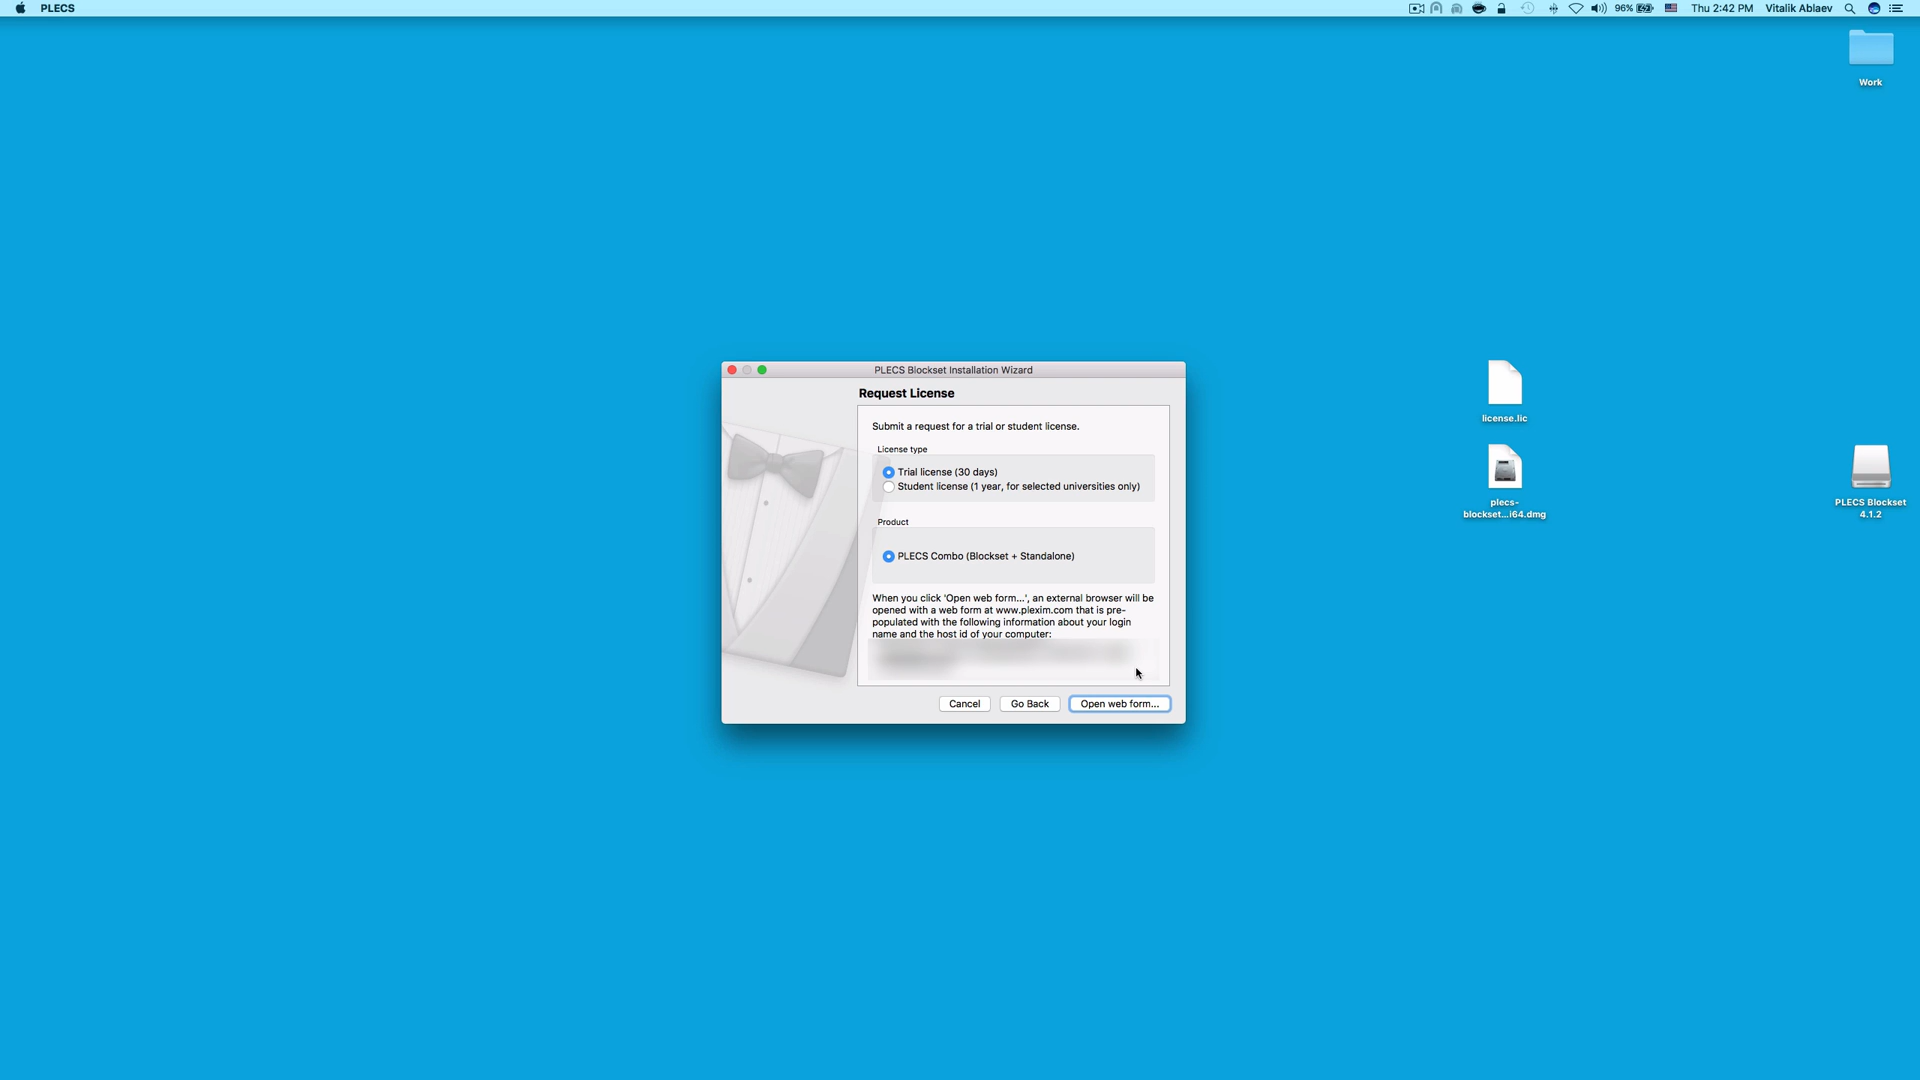 PLECS
96%
Thu 2:42 PM
Vitalik Ablaev
Work
PLECS Blockset Installation Wizard
Request License
Submit a request for a trial or student license.
License type
Trial license (30 days)
Student license (1 year, for selected universities only)
Product
PLECS Combo (Blockset + Standalone)
When you click 'Open web form...', an external browser will be
opened with a web form at www.plexim.com that is pre-
populated with the following information about your login
name and the host id of your computer:
Cancel
Go Back
Open web form...
license.lic
plecs-
blockset...i64.dmg
PLECS Blockset
4.1.2